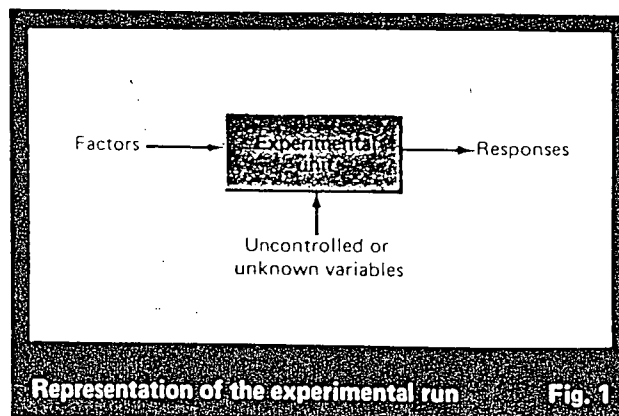 Factors
Experimental
unit
Responses
Uncontrolled or
unknown variables
Representation of the experimental run Fig. 1